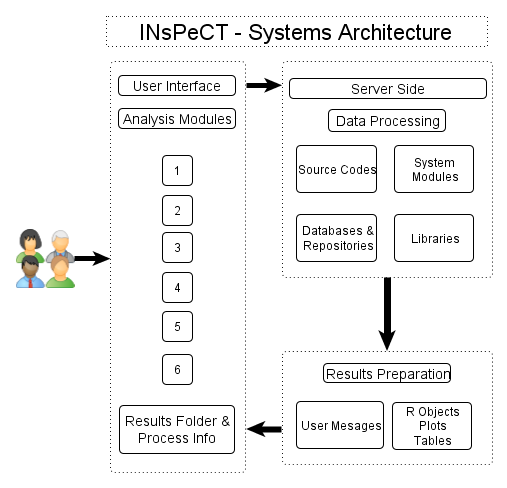 INsPeCT - Systems Architecture
User Interface
Analysis Modules
1
2
3
4
5
6
Results Folder &
Process Info
Server Side
Data Processing
Source Codes
System
Modules
Databases &
Repositories
Libraries
Results Preparation
User Mesages
R Objects
Plots
Tables